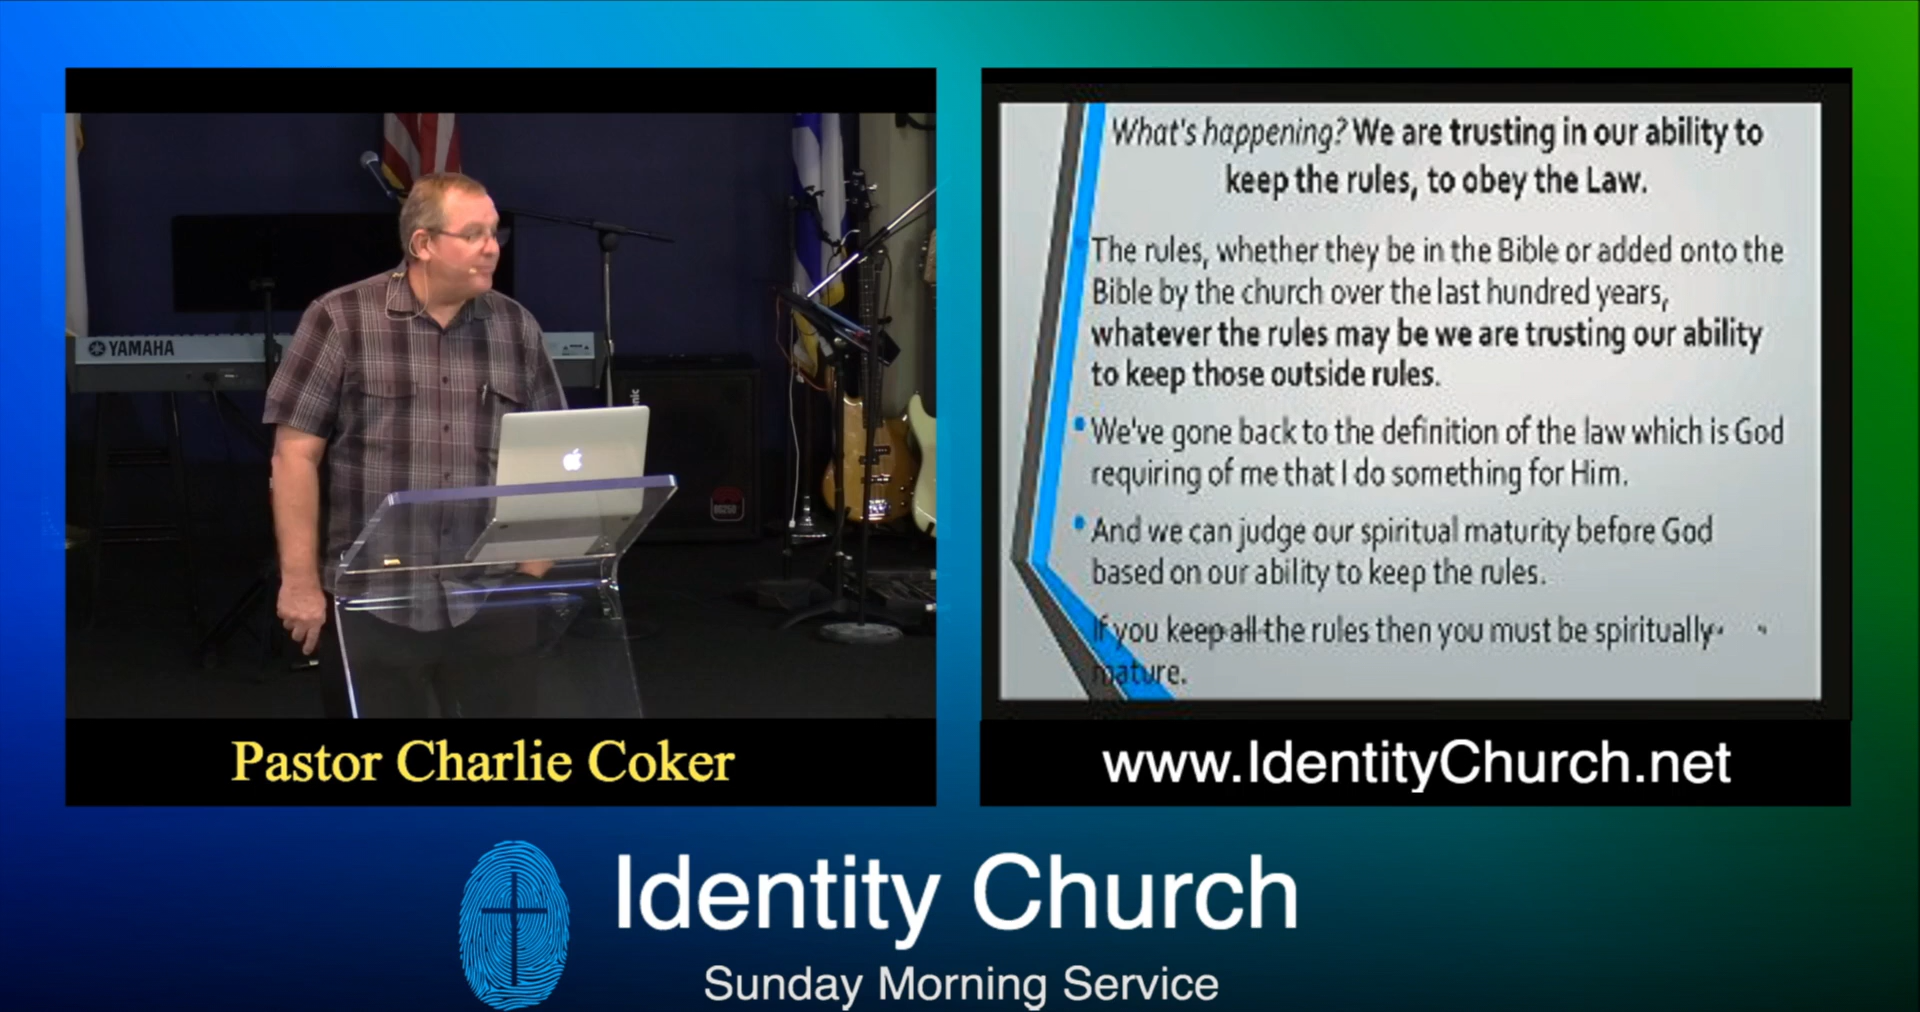 YAMAHA
Pastor Charlie Coker
What's happening? We are trusting in our ability to
keep the rules, to obey the Law.
The rules, whether they be in the Bible or added onto the
Bible by the church over the last hundred years,
whatever the rules may be we are trusting our ability
to keep those outside rules.
We've gone back to the definition of the law which is God
requiring of me that I do something for Him.
And we can judge our spiritual maturity before God
based on our ability to keep the rules.
If you keep all the rules then you must be spiritually
mature.
www.IdentityChurch.net
Identity Church
Sunday Morning Service